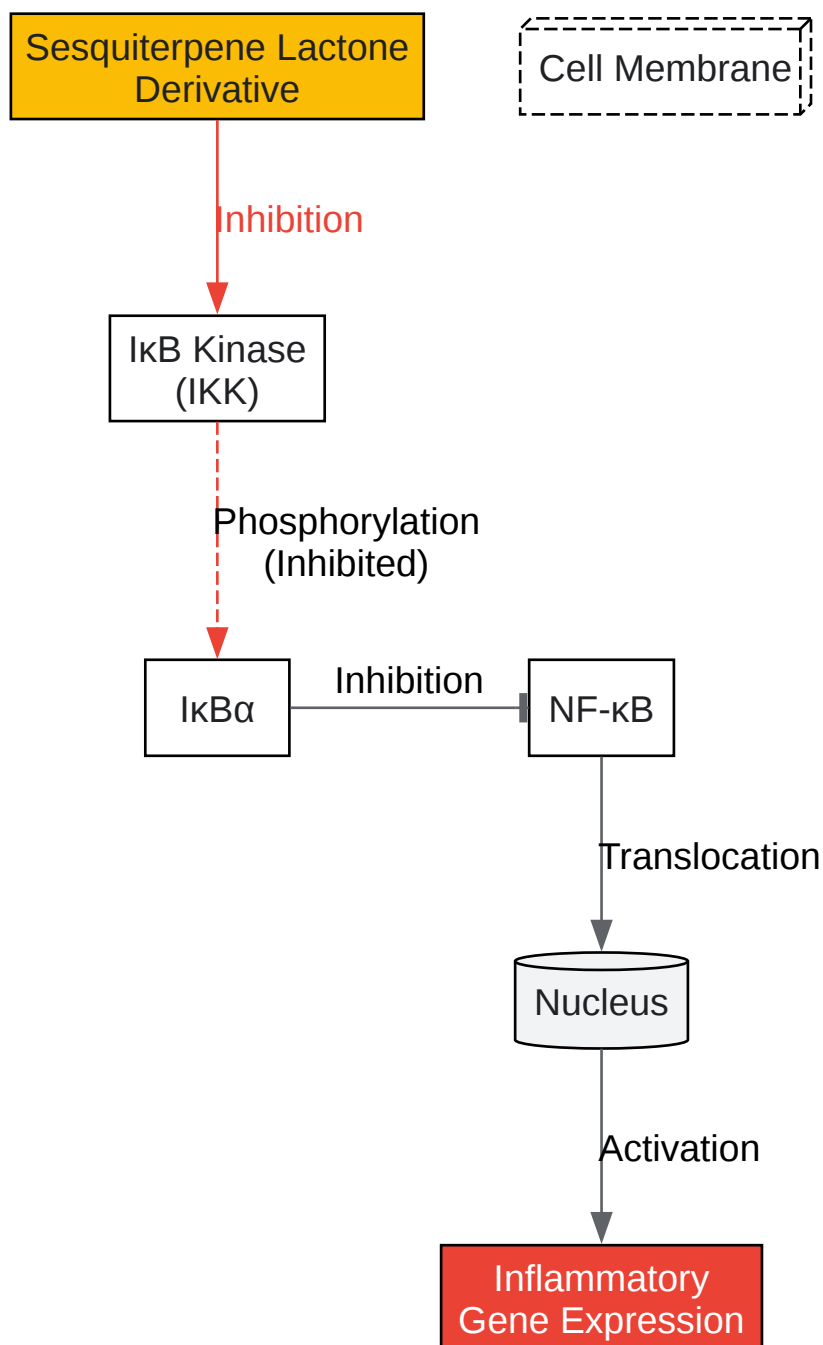 Sesquiterpene Lactone
Derivative
Cell Membrane
Inhibition
IκB Kinase
(IKK)
Phosphorylation
(Inhibited)
IκBα
Inhibition
NF-κB
Translocation
Nucleus
Activation
Inflammatory
Gene Expression